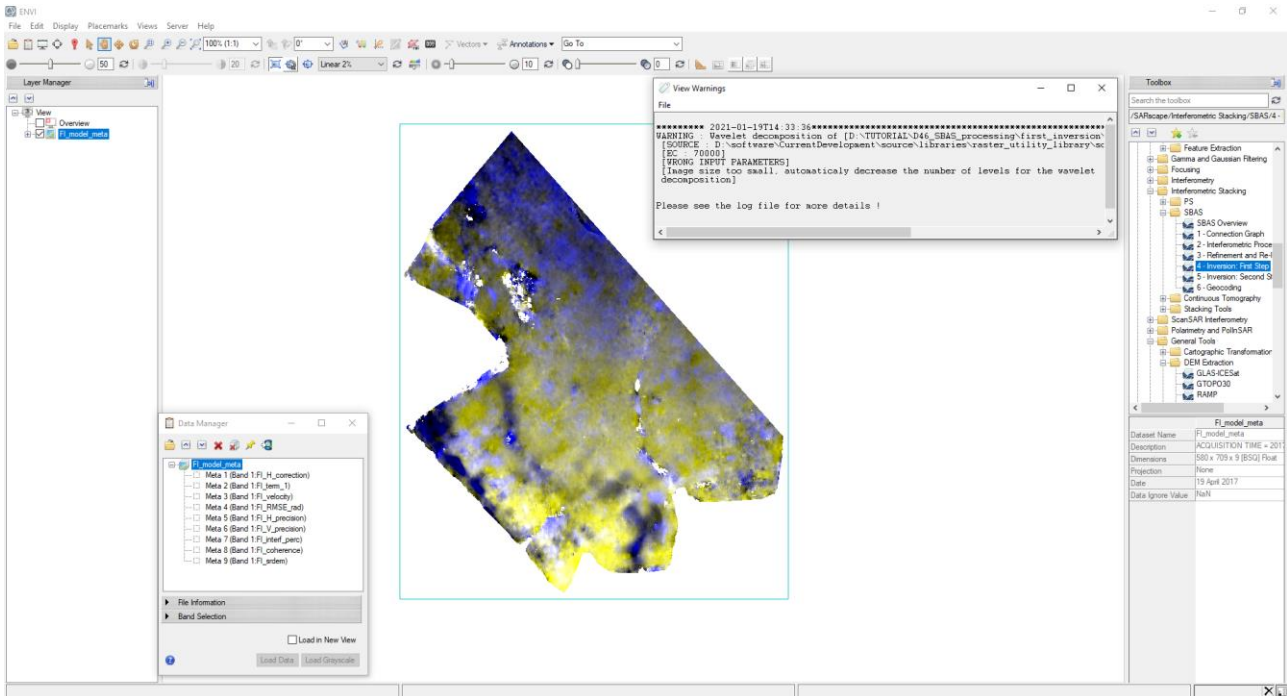 ENVI
File Edit Display Placemarks Views Server Help
100% (1:1) 0° Vectors Annotations Go To
50 20 Linear 2% 10 0
Layer Manager
View
Overview
FI_model_meta
View Warnings
File
********* 2021-01-19T14:33:36
WARNING : Wavelet decomposition of [D:\TUTORIAL\D46_SBAS_processing\first_inversion\
[SOURCE : D:\software\CurrentDevelopment\source\libraries\raster_utility_library\
[EC : 70000]
[WRONG INPUT PARAMETERS]
[Image size too small, automaticaly decrease the number of levels for the wavelet
decomposition]
Please see the log file for more details !
Data Manager
FI_model_meta
Meta 1 (Band 1:FI_H_correction)
Meta 2 (Band 1:FI_term_1)
Meta 3 (Band 1:FI_velocity)
Meta 4 (Band 1:FI_RMSE_rad)
Meta 5 (Band 1:FI_H_precision)
Meta 6 (Band 1:FI_V_precision)
Meta 7 (Band 1:FI_interf_perc)
Meta 8 (Band 1:FI_coherence)
Meta 9 (Band 1:FI_srdem)
File Information
Band Selection
Load in New View
Load Data Load Grayscale
Toolbox
Search the toolbox
/SARscape/Interferometric Stacking/SBAS/4 -
Feature Extraction
Gamma and Gaussian Filtering
Focusing
Interferometry
Interferometric Stacking
PS
SBAS
SBAS Overview
1 - Connection Graph
2 - Interferometric Proce
3 - Refinement and Re-
4 - Inversion: First Step
5 - Inversion: Second St
6 - Geocoding
Continuous Tomography
Stacking Tools
ScanSAR Interferometry
Polarimetry and PolInSAR
General Tools
Cartographic Transformation
DEM Extraction
GLAS-ICESat
GTOPO30
RAMP
FI_model_meta
Dataset Name FI_model_meta
Description ACQUISITION TIME = 201
Dimensions 580 x 709 x 9 [BSQ] Float
Projection None
Date 19 April 2017
Data Ignore Value NaN